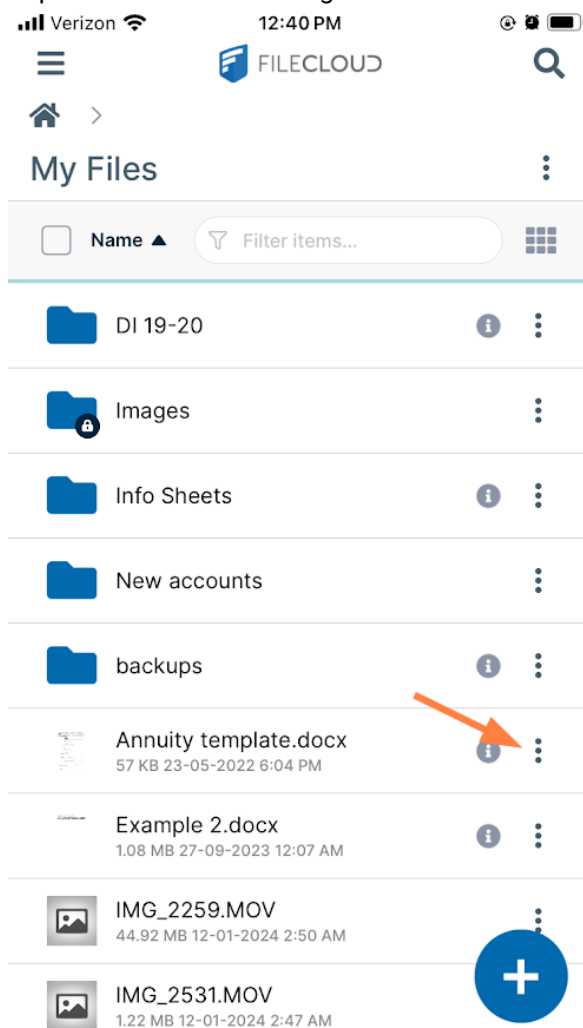 Verizon 12:40 PM
FILECLOUD
My Files
Name Filter items...
DI 19-20
Images
Info Sheets
New accounts
backups
Annuity template.docx
57 KB 23-05-2022 6:04 PM
Example 2.docx
1.08 MB 27-09-2023 12:07 AM
IMG_2259.MOV
44.92 MB 12-01-2024 2:50 AM
IMG_2531.MOV
1.22 MB 12-01-2024 2:47 AM